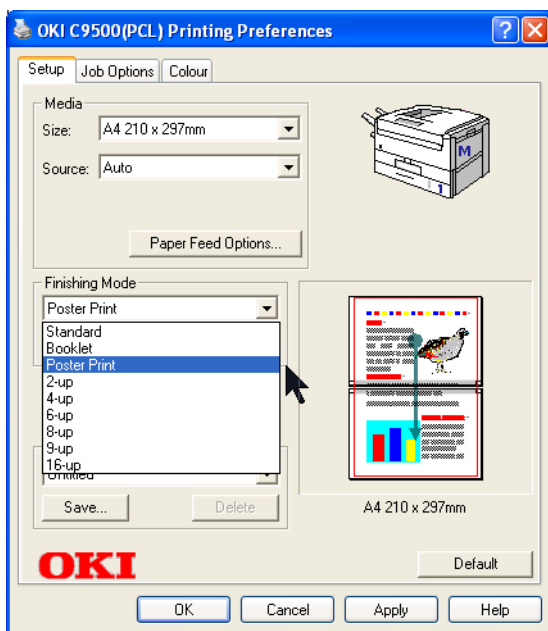 OKI C9500(PCL) Printing Preferences
Setup Job Options Colour
Media
Size: A4 210 x 297mm
Source: Auto
M
1
Paper Feed Options...
Finishing Mode
Poster Print
Standard
Booklet
Poster Print
2-up
4-up
6-up
8-up
9-up
16-up
Untitled
Save... Delete
A4 210 x 297mm
OKI
Default
OK Cancel Apply Help